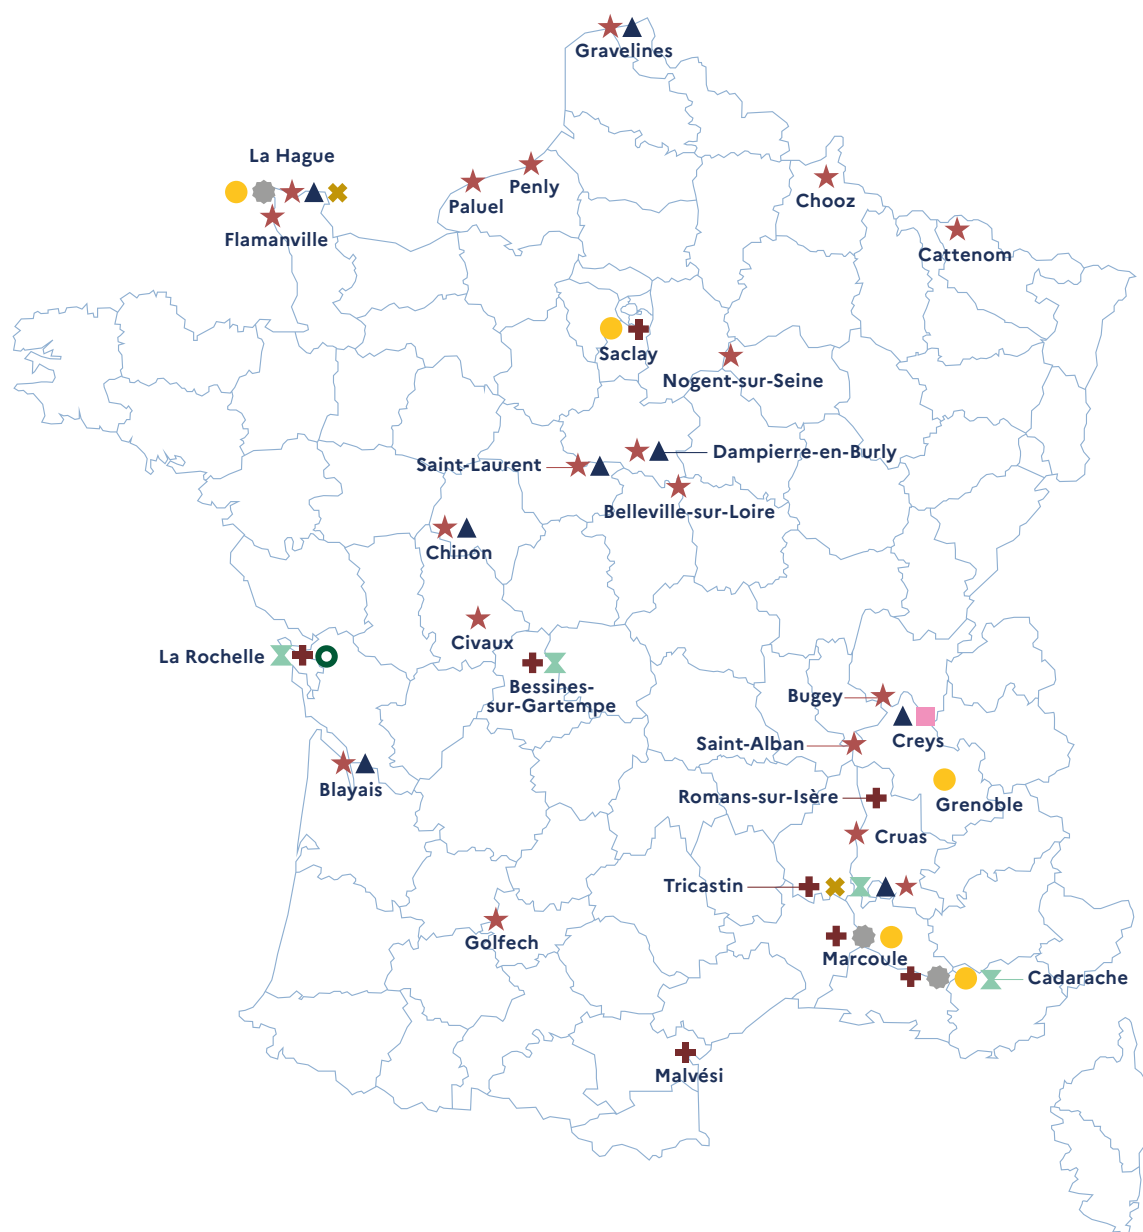 Gravelines
La Hague
Penly
Paluel
Chooz
Flamanville
Cattenom
Saclay
Nogent-sur-Seine
Dampierre-en-Burly
Saint-Laurent
Belleville-sur-Loire
Chinon
Civaux
La Rochelle
Bessines-
sur-Gartempe
Bugey
Creys
Saint-Alban
Blayais
Romans-sur-Isère
Grenoble
Cruas
Tricastin
Golfech
Marcoule
Cadarache
Malvési